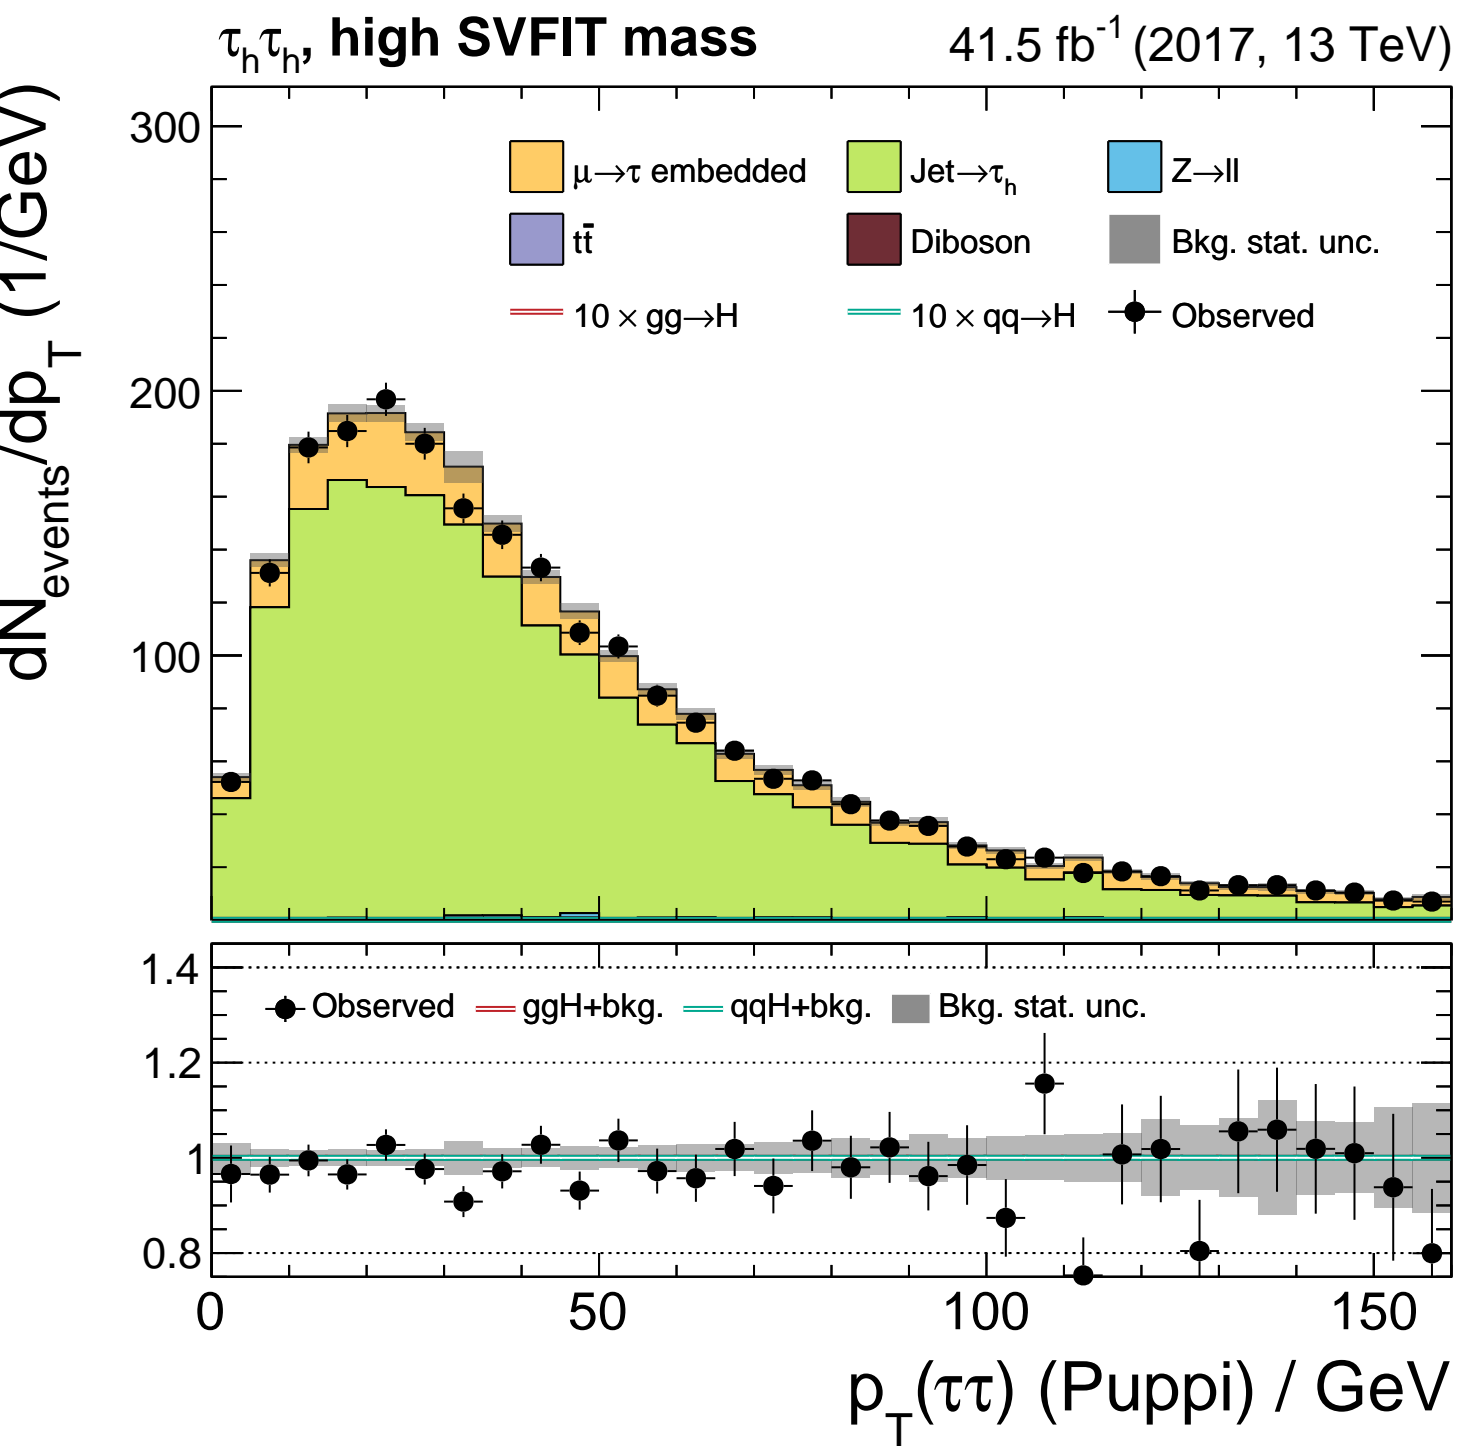 τhτh, high SVFIT mass 41.5 fb-1 (2017, 13 TeV)
dNevents/dpT (1/GeV)
300
200
100
μ→τ embedded Jet→τh Z→ll
tt̄ Diboson Bkg. stat. unc.
10 × gg→H 10 × qq→H Observed
1.4
1.2
1
0.8
Observed ggH+bkg. qqH+bkg. Bkg. stat. unc.
0 50 100 150
pT(ττ) (Puppi) / GeV